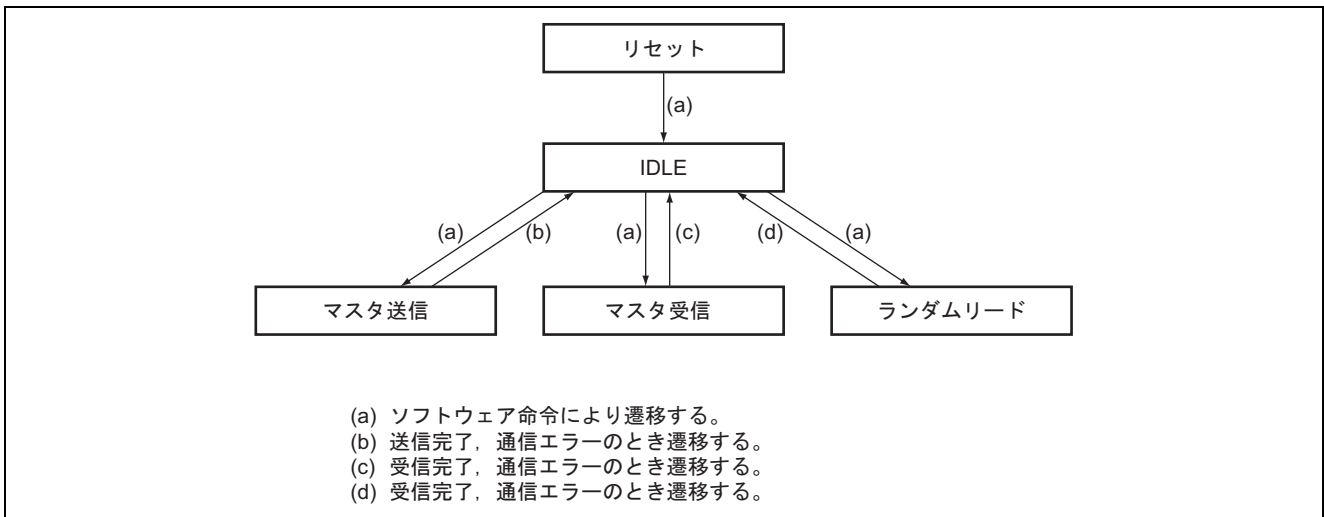 リセット
(a)
IDLE
(a) (b) (a) (c) (d) (a)
マスタ送信 マスタ受信 ランダムリード
(a) ソフトウェア命令により遷移する。
(b) 送信完了，通信エラーのとき遷移する。
(c) 受信完了，通信エラーのとき遷移する。
(d) 受信完了，通信エラーのとき遷移する。